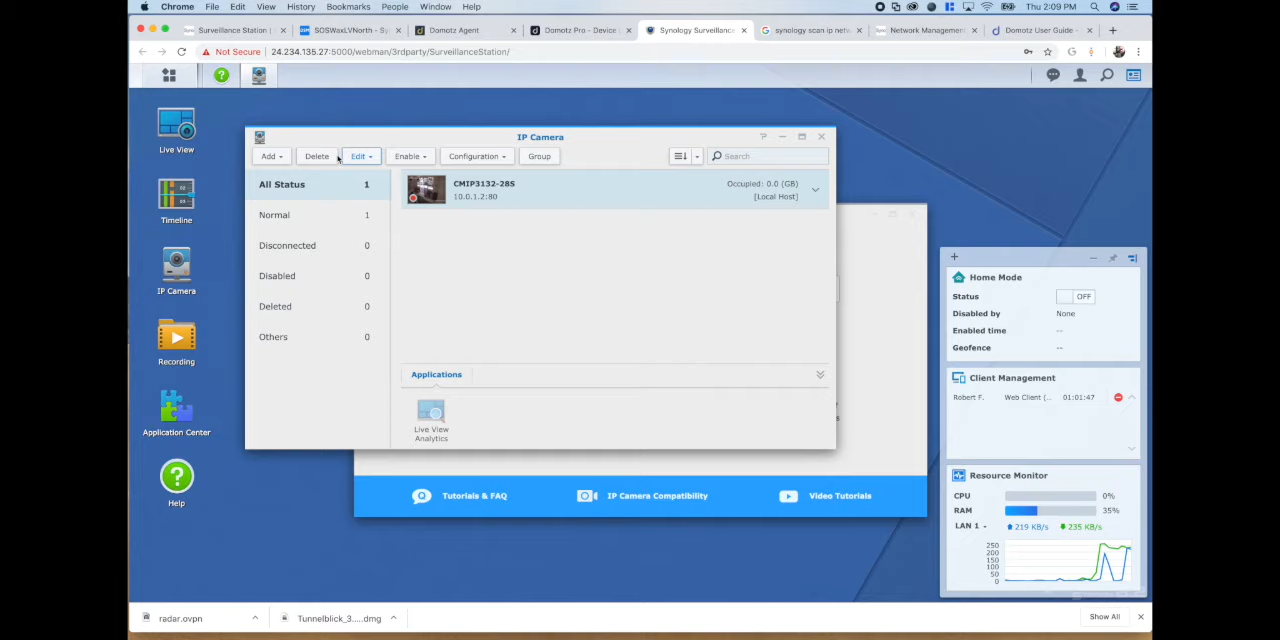 Chrome File Edit View History Bookmarks People Window Help Thu 2:09 PM
Surveillance Station | SOSWaxLVNorth - Sy Domotz Agent Domotz Pro - Device Synology Surveillance synology scan ip netw Network Management, Domotz User Guide -
Not Secure 24.234.135.27:5000/webman/3rdparty/SurveillanceStation/
Live View
Timeline
IP Camera
Recording
Application Center
Help
IP Camera
Add Delete Edit Enable Configuration Group Search
All Status 1
Normal 1
Disconnected 0
Disabled 0
Deleted 0
Others 0
CMIP3132-28S Occupied: 0.0 (GB)
10.0.1.2:80 [Local Host]
Applications
Live View
Analytics
Tutorials & FAQ IP Camera Compatibility Video Tutorials
Home Mode
Status OFF
Disabled by None
Enabled time --
Geofence --
Client Management
Robert F. Web Client (... 01:01:47
Resource Monitor
CPU 0%
RAM 35%
LAN 1 - 219 KB/s 235 KB/s
250
200
150
100
50
0
radar.ovpn Tunnelblick_3.....dmg Show All